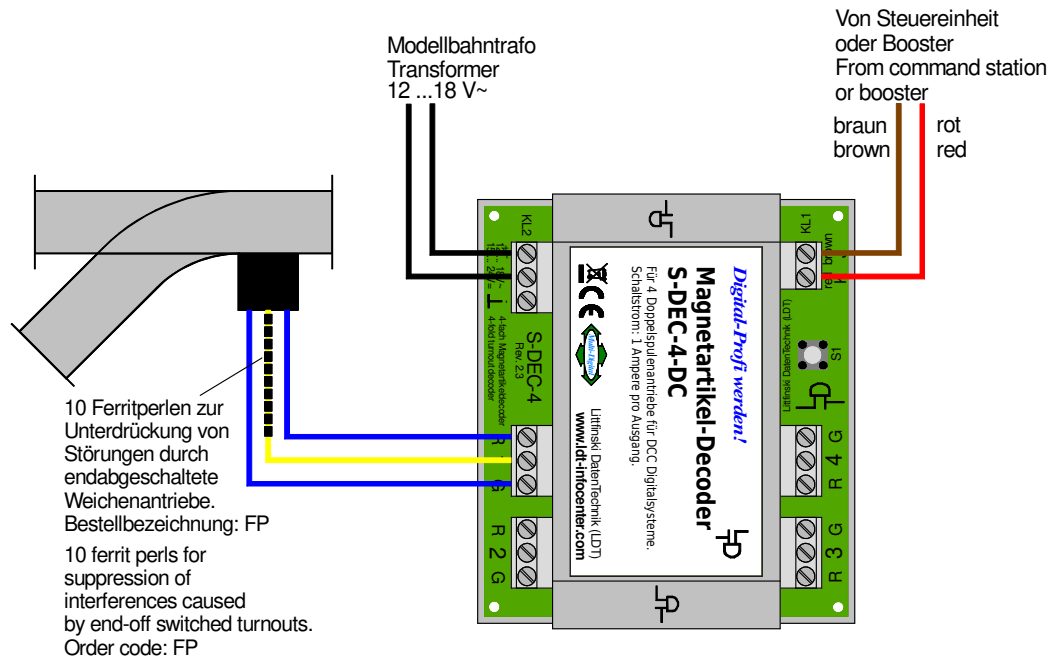 Modellbahntrafo
Transformer
12 ...18 V~
Von Steuereinheit
oder Booster
From command station
or booster
braun
brown
rot
red
KL2
4-fach Magnetartikeldecoder
4-fold turnout decoder
S-DEC-4
Rev. 2.3
R
G
R
2
G
Digital-Profi werden!
Magnetartikel-Decoder
S-DEC-4-DC
Für 4 Doppelspulenantriebe für DCC Digitalsysteme.
Schaltstrom: 1 Ampere pro Ausgang.
CE
Multi-Digital
Littfinski DatenTechnik (LDT)
www.ldt-infocenter.com
KL1
red brown
S1
Littfinski DatenTechnik (LDT)
R 4 G
R 3 G
10 Ferritperlen zur
Unterdrückung von
Störungen durch
endabgeschaltete
Weichenantriebe.
Bestellbezeichnung: FP
10 ferrit perls for
suppression of
interferences caused
by end-off switched turnouts.
Order code: FP